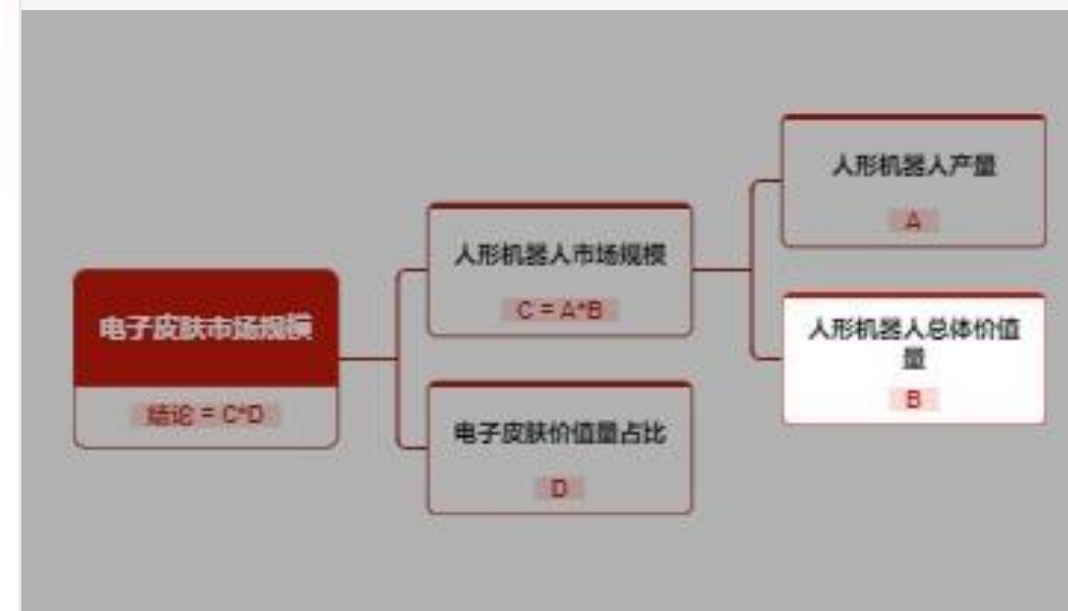 电子皮肤市场规模
结论 = C*D
人形机器人市场规模
C = A*B
电子皮肤价值量占比
D
人形机器人产量
A
人形机器人总体价值
量
B